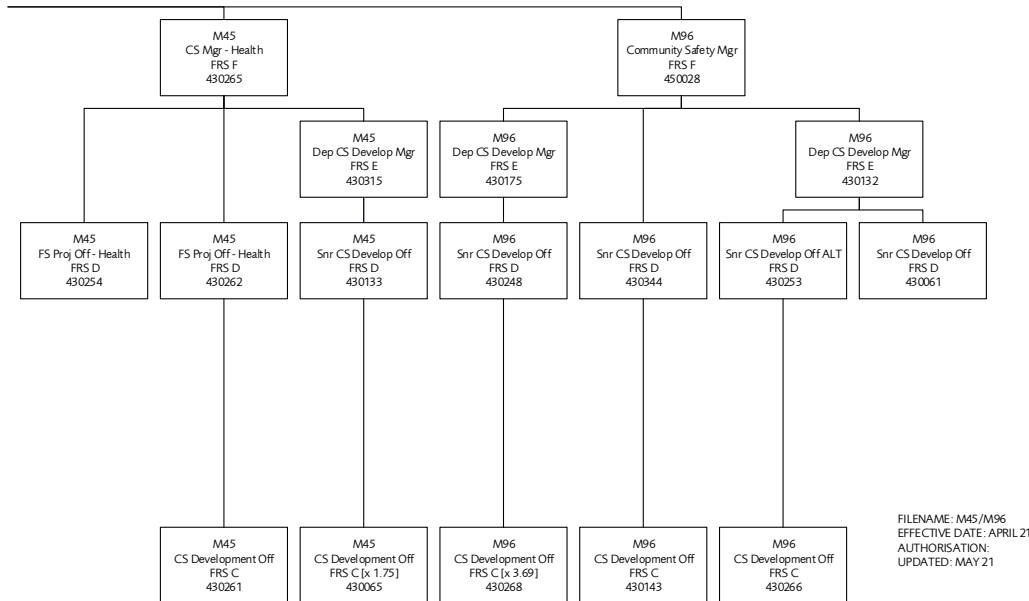 M45
CS Mgr - Health
FRS F
430265
M96
Community Safety Mgr
FRS F
450028
M45
Dep CS Develop Mgr
FRS E
430315
M96
Dep CS Develop Mgr
FRS E
430175
M96
Dep CS Develop Mgr
FRS E
430132
M45
FS Proj Off - Health
FRS D
430254
M45
FS Proj Off - Health
FRS D
430262
M45
Snr CS Develop Off
FRS D
430133
M96
Snr CS Develop Off
FRS D
430248
M96
Snr CS Develop Off
FRS D
430344
M96
Snr CS Develop Off ALT
FRS D
430253
M96
Snr CS Develop Off
FRS D
430061
M45
CS Development Off
FRS C
430261
M45
CS Development Off
FRS C [x 1.75]
430065
M96
CS Development Off
FRS C [x 3.69]
430268
M96
CS Development Off
FRS C
430143
M96
CS Development Off
FRS C
430266
FILENAME: M45/M96
EFFECTIVE DATE: APRIL 21
AUTHORISATION:
UPDATED: MAY 21